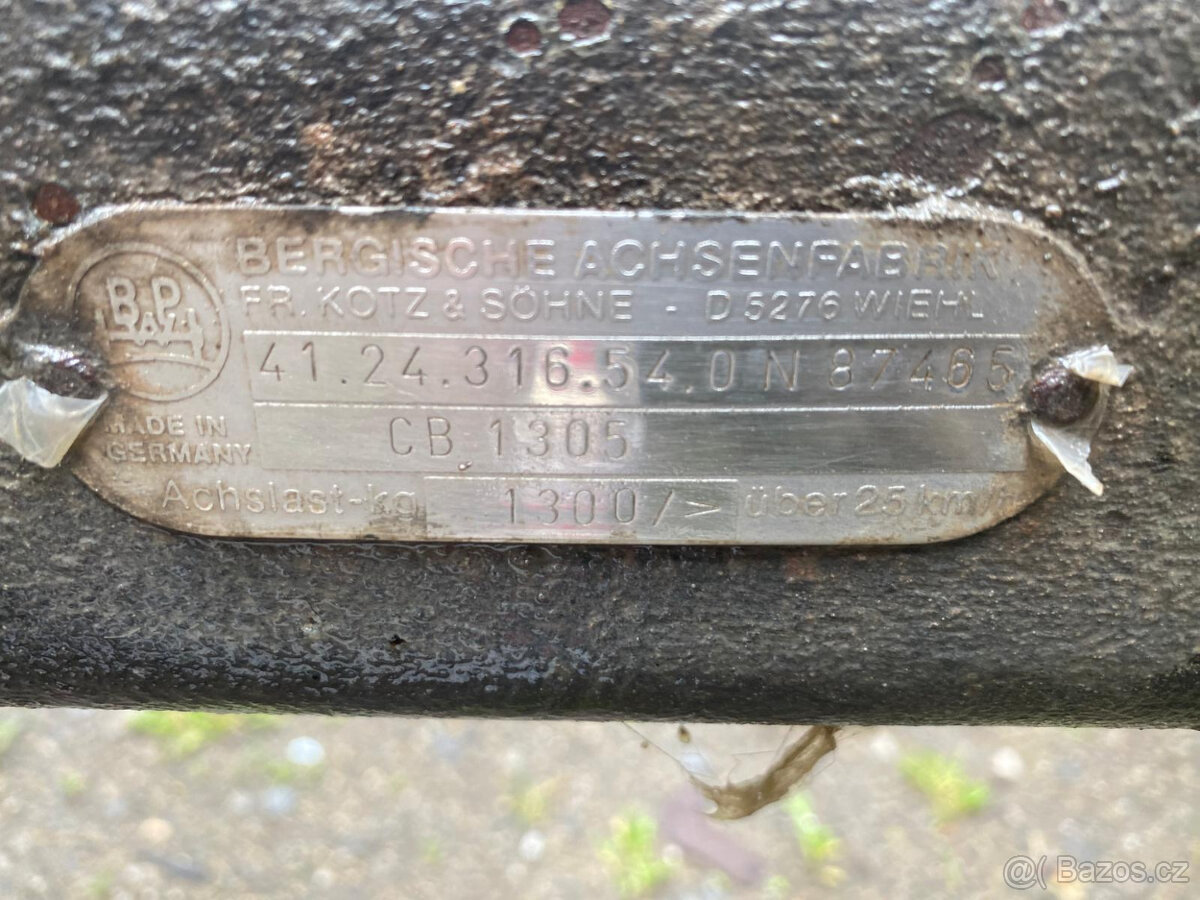 BERGISCHE ACHSENFABRIK
FR. KOTZ & SÖHNE - D 5276 WIEHL
BPW
41.24.316.54.0 N 87465
CB 1305
MADE IN
GERMANY
Achslast-kg 1300/> über 25 km/h
@( Bazos.cz